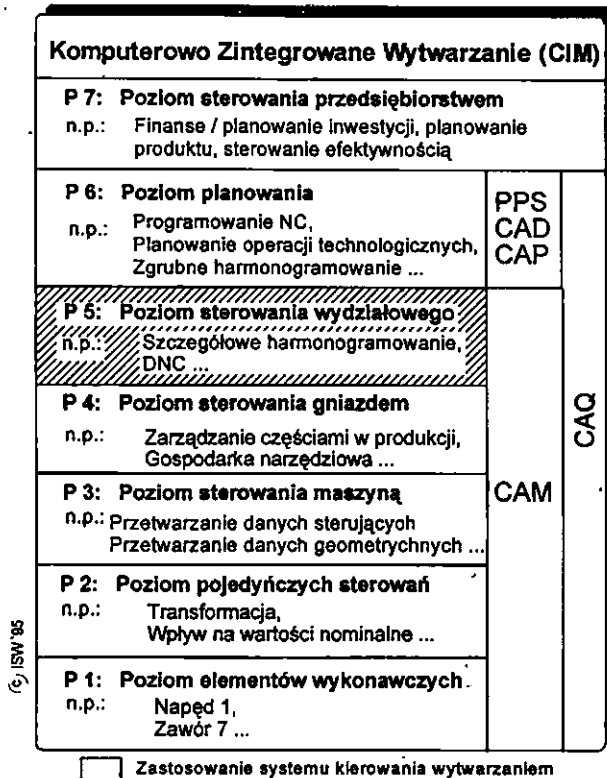 Komputerowo Zintegrowane Wytwarzanie (CIM)
P 7: Poziom sterowania przedsiębiorstwem
n.p.: Finanse / planowanie inwestycji, planowanie
produktu, sterowanie efektywnością
P 6: Poziom planowania
n.p.: Programowanie NC,
Planowanie operacji technologicznych,
Zgrubne harmonogramowanie ...
PPS
CAD
CAP
P 5: Poziom sterowania wydziałowego
n.p.: Szczegółowe harmonogramowanie,
DNC ...
P 4: Poziom sterowania gniazdem
n.p.: Zarządzanie częściami w produkcji,
Gospodarka narzędziowa ...
P 3: Poziom sterowania maszyną
n.p.: Przetwarzanie danych sterujących
Przetwarzanie danych geometrychnych ...
P 2: Poziom pojedyńczych sterowań
n.p.: Transformacja,
Wpływ na wartości nominalne ...
P 1: Poziom elementów wykonawczych
n.p.: Napęd 1,
Zawór 7 ...
CAM
CAQ
(c) ISW '95
Zastosowanie systemu kierowania wytwarzaniem